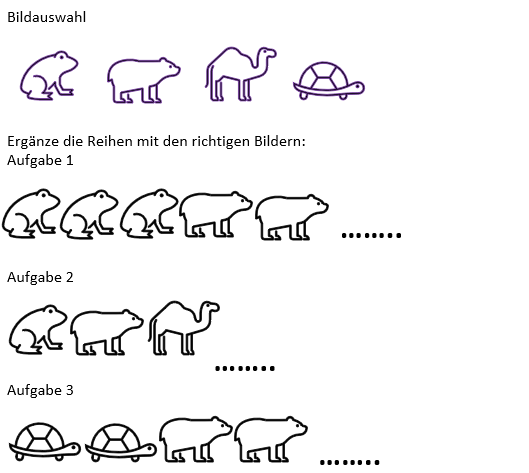 Bildauswahl
Ergänze die Reihen mit den richtigen Bildern:
Aufgabe 1
........
Aufgabe 2
........
Aufgabe 3
........